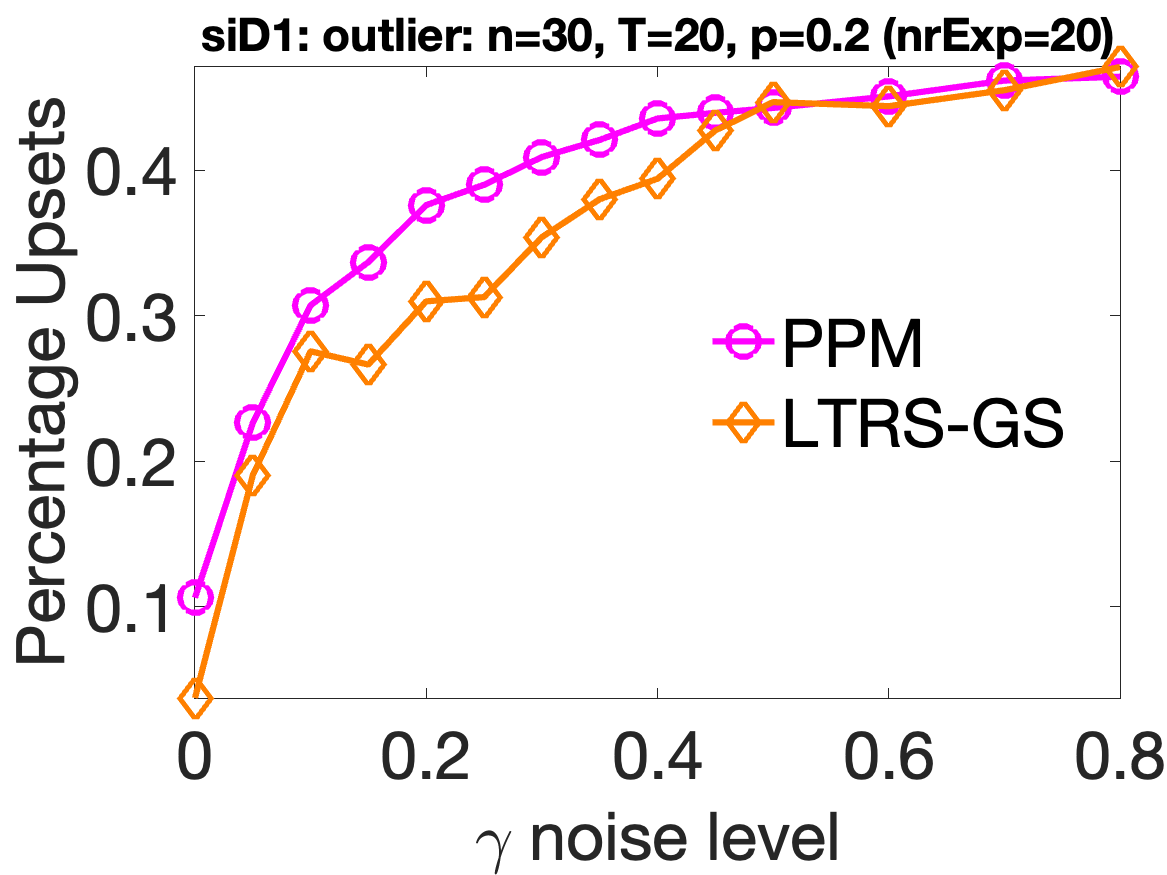 siD1: outlier: n=30, T=20, p=0.2 (nrExp=20)
Percentage Upsets
0.4
0.3
0.2
0.1
PPM
LTRS-GS
0 0.2 0.4 0.6 0.8
γ noise level